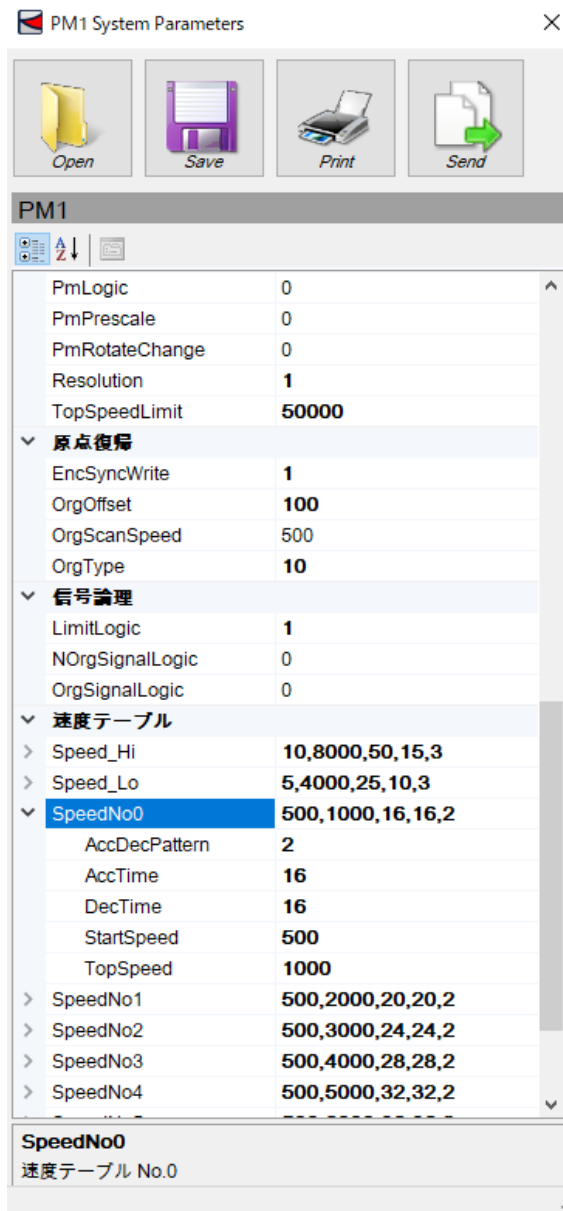 PM1 System Parameters
Open Save Print Send
PM1
PmLogic 0
PmPrescale 0
PmRotateChange 0
Resolution 1
TopSpeedLimit 50000
原点復帰
EncSyncWrite 1
OrgOffset 100
OrgScanSpeed 500
OrgType 10
信号論理
LimitLogic 1
NOrgSignalLogic 0
OrgSignalLogic 0
速度テーブル
Speed_Hi 10,8000,50,15,3
Speed_Lo 5,4000,25,10,3
SpeedNo0 500,1000,16,16,2
AccDecPattern 2
AccTime 16
DecTime 16
StartSpeed 500
TopSpeed 1000
SpeedNo1 500,2000,20,20,2
SpeedNo2 500,3000,24,24,2
SpeedNo3 500,4000,28,28,2
SpeedNo4 500,5000,32,32,2
SpeedNo0
速度テーブル No.0